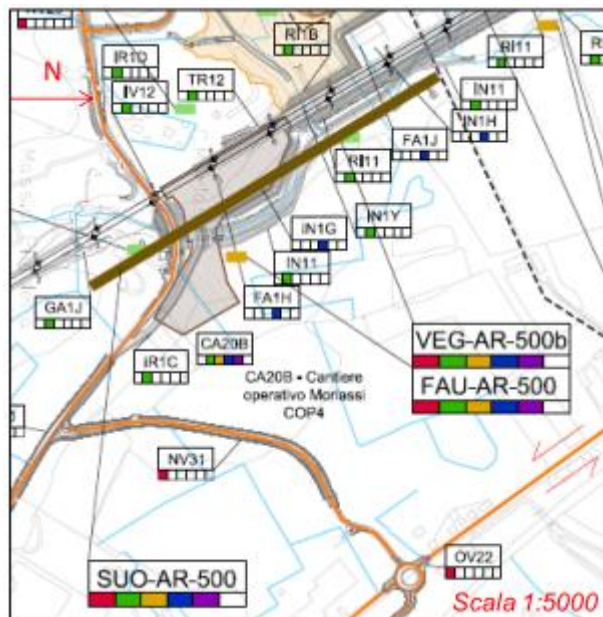 RI1B
IR1D
RI11
N
TR12
IV12
IN11
FA1J
IN1H
RI11
IN1G
IN1Y
IN11
GA1J
FA1H
VEG-AR-500b
IR1C
CA20B
FAU-AR-500
CA20B - Cantiere
operativo Moriassi
COP4
NV31
OV22
SUO-AR-500
Scala 1:5000